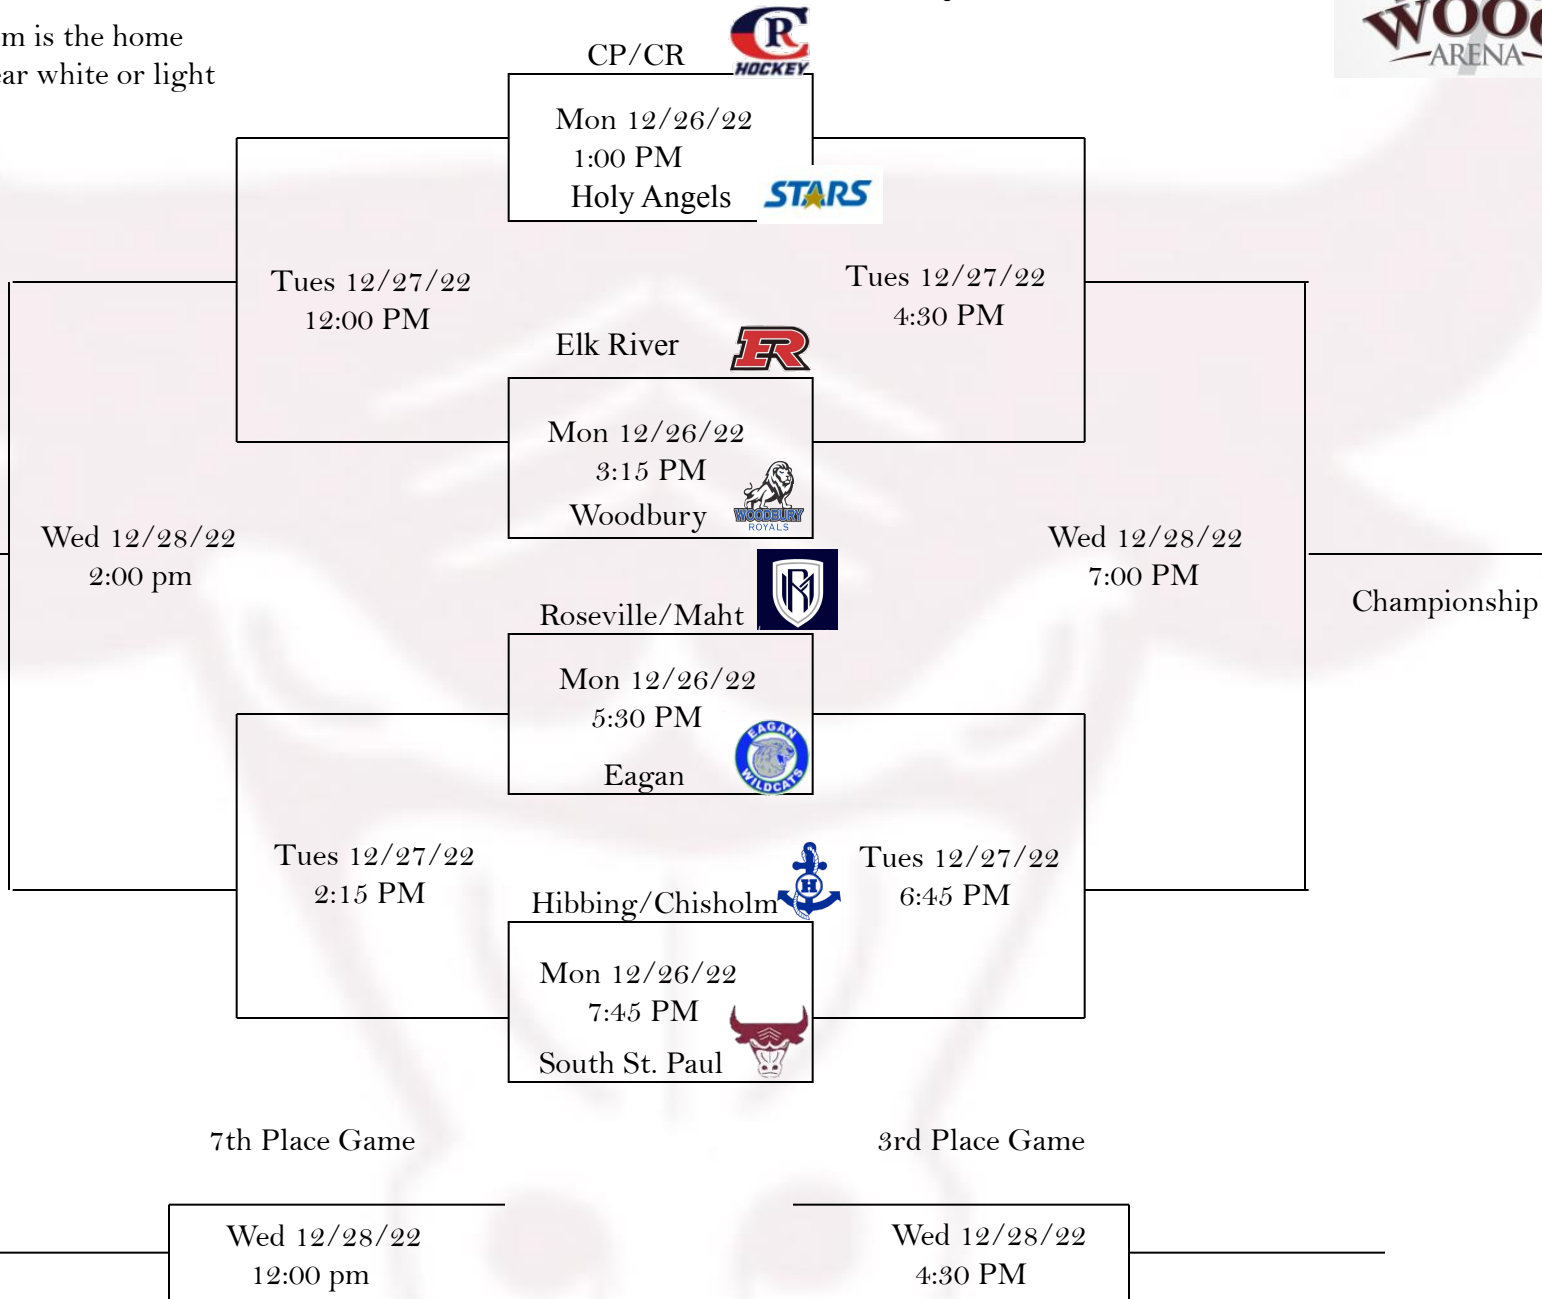 is the home
white or light
CP/CR
CR
HOCKEY
ARENA
Mon 12/26/22
1:00 PM
Holy Angels
STARS
Tues 12/27/22
12:00 PM
Tues 12/27/22
4:30 PM
Elk River
ER
Mon 12/26/22
3:15 PM
Woodbury
WOODBURY
ROYALS
Wed 12/28/22
2:00 pm
Wed 12/28/22
7:00 PM
Championship
Roseville/Maht
Mon 12/26/22
5:30 PM
Eagan
EAGAN
WILDCATS
Tues 12/27/22
2:15 PM
Tues 12/27/22
6:45 PM
Hibbing/Chisholm
H
Mon 12/26/22
7:45 PM
South St. Paul
7th Place Game
3rd Place Game
Wed 12/28/22
12:00 pm
Wed 12/28/22
4:30 PM